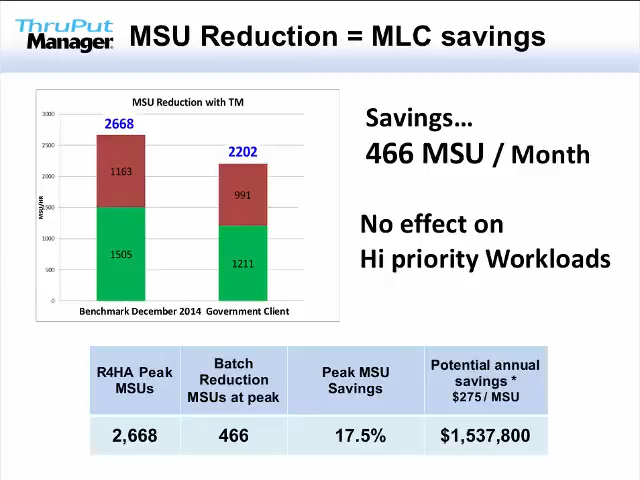 ThruPut
Manager
MSU Reduction = MLC savings
MSU Reduction with TM
3000
2500
2000
1500
1000
500
0
MSU/HR
2668
1163
1505
2202
991
1211
Benchmark December 2014 Government Client
Savings...
466 MSU / Month
No effect on
Hi priority Workloads
R4HA Peak
MSUs
Batch
Reduction
MSUs at peak
Peak MSU
Savings
Potential annual
savings *
$275 / MSU
2,668
466
17.5%
$1,537,800